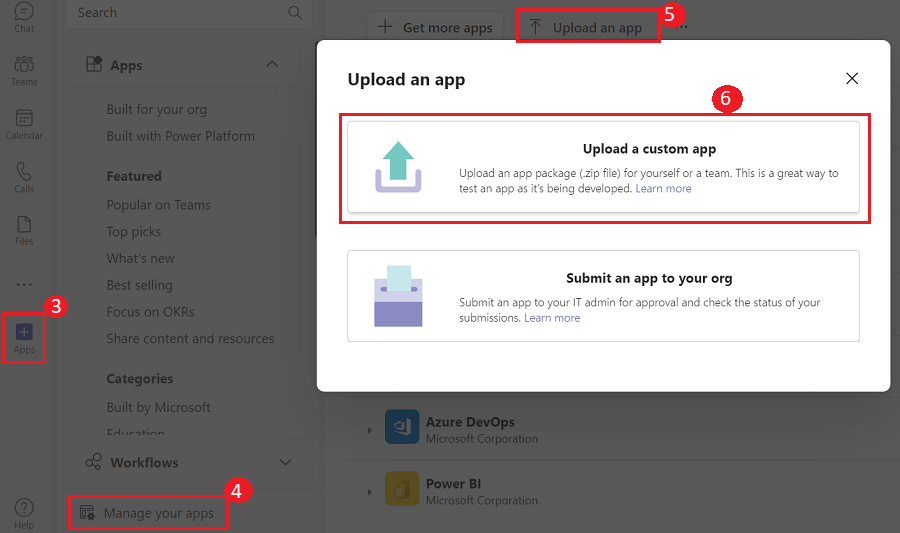 Chat
Teams
Calendar
Calls
Files
3
Apps
Help
Search
Apps
Built for your org
Built with Power Platform
Featured
Popular on Teams
Top picks
What's new
Best selling
Focus on OKRs
Share content and resources
Categories
Built by Microsoft
Education
Workflows
4
Manage your apps
Get more apps
5
Upload an app
Upload an app
6
Upload a custom app
Upload an app package (.zip file) for yourself or a team. This is a great way to
test an app as it's being developed. Learn more
Submit an app to your org
Submit an app to your IT admin for approval and check the status of your
submissions. Learn more
Azure DevOps
Microsoft Corporation
Power BI
Microsoft Corporation